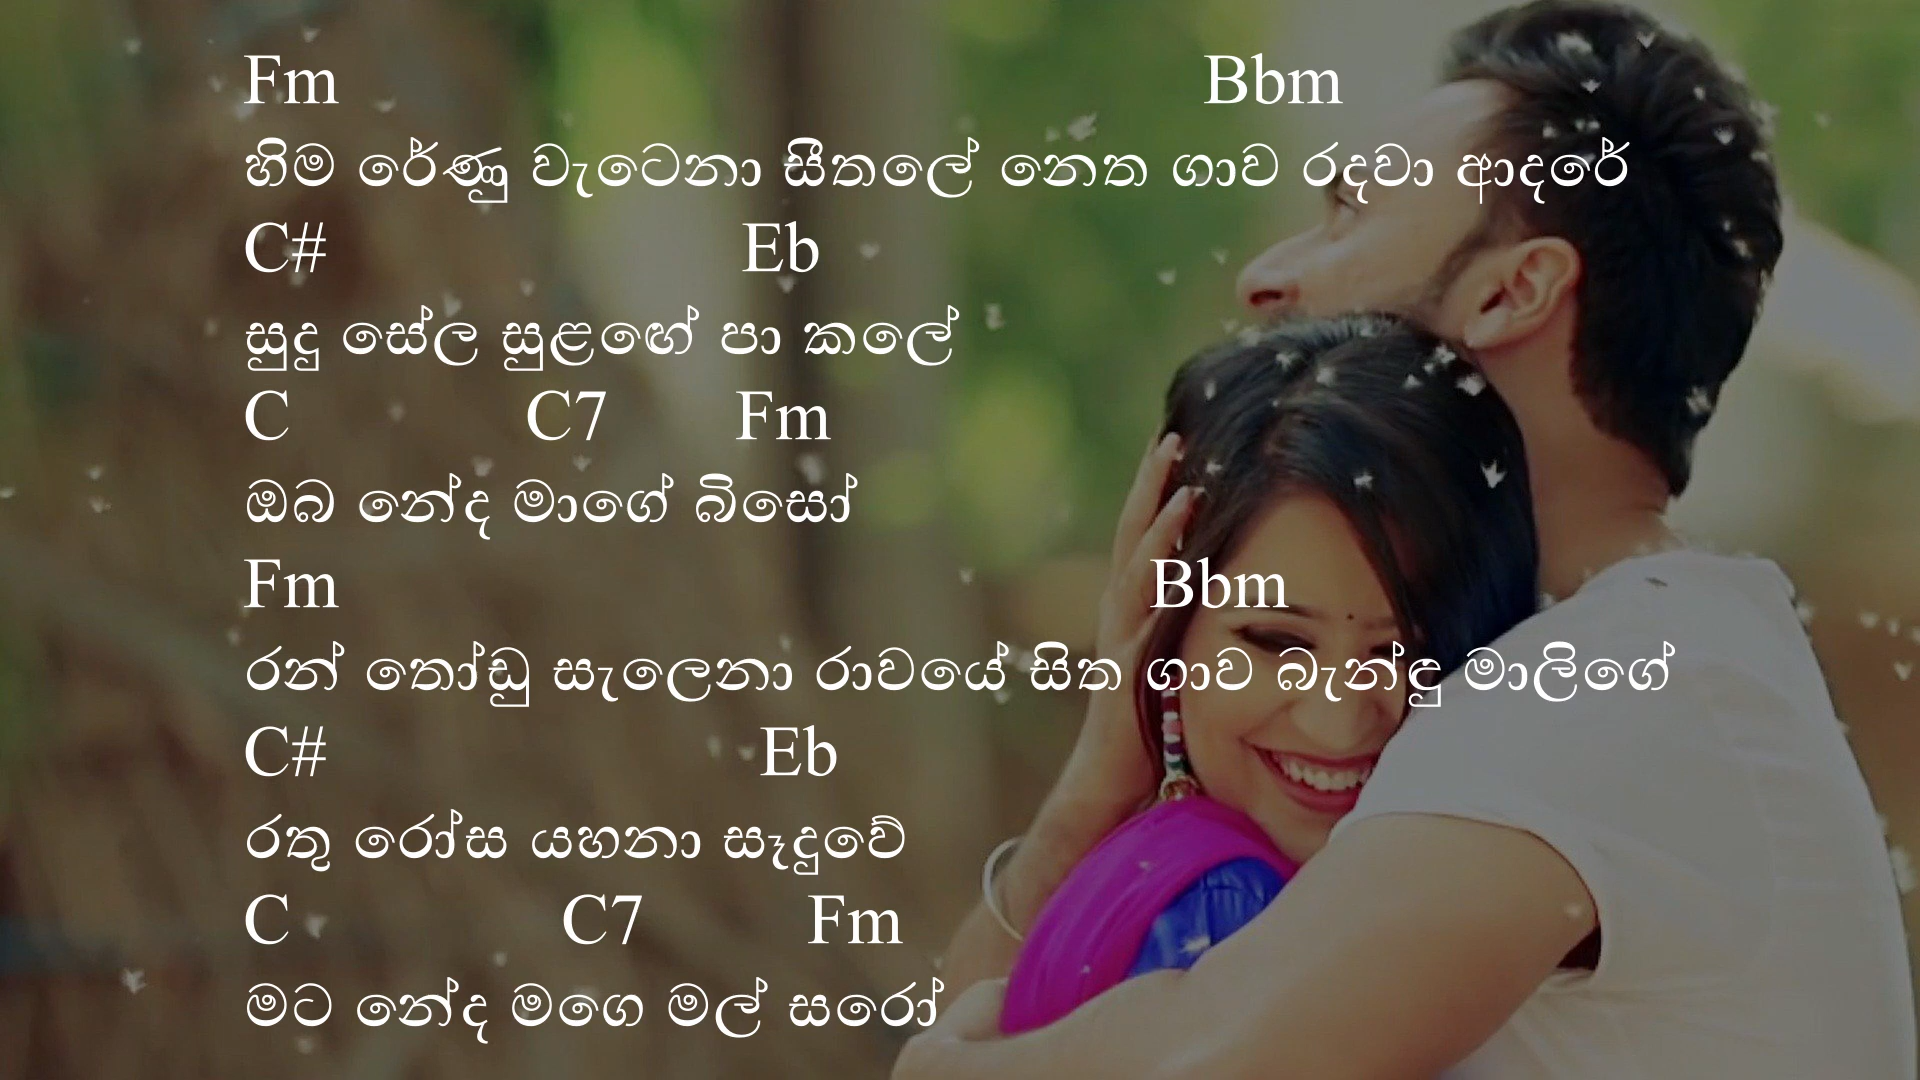 Fm Bbm
හිම රේණු වැටෙනා සීතලේ නෙත ගාව රදවා ආදරේ
C# Eb
සුදු සේල සුළඟේ පා කලේ
C C7 Fm
ඔබ නේද මාගේ බිසෝ
Fm Bbm
රන් තෝඩු සැලෙනා රාවයේ සිත ගාව බැන්ඳු මාලිගේ
C# Eb
රතු රෝස යහනා සෑදුවේ
C C7 Fm
මට නේද මගෙ මල් සරෝ